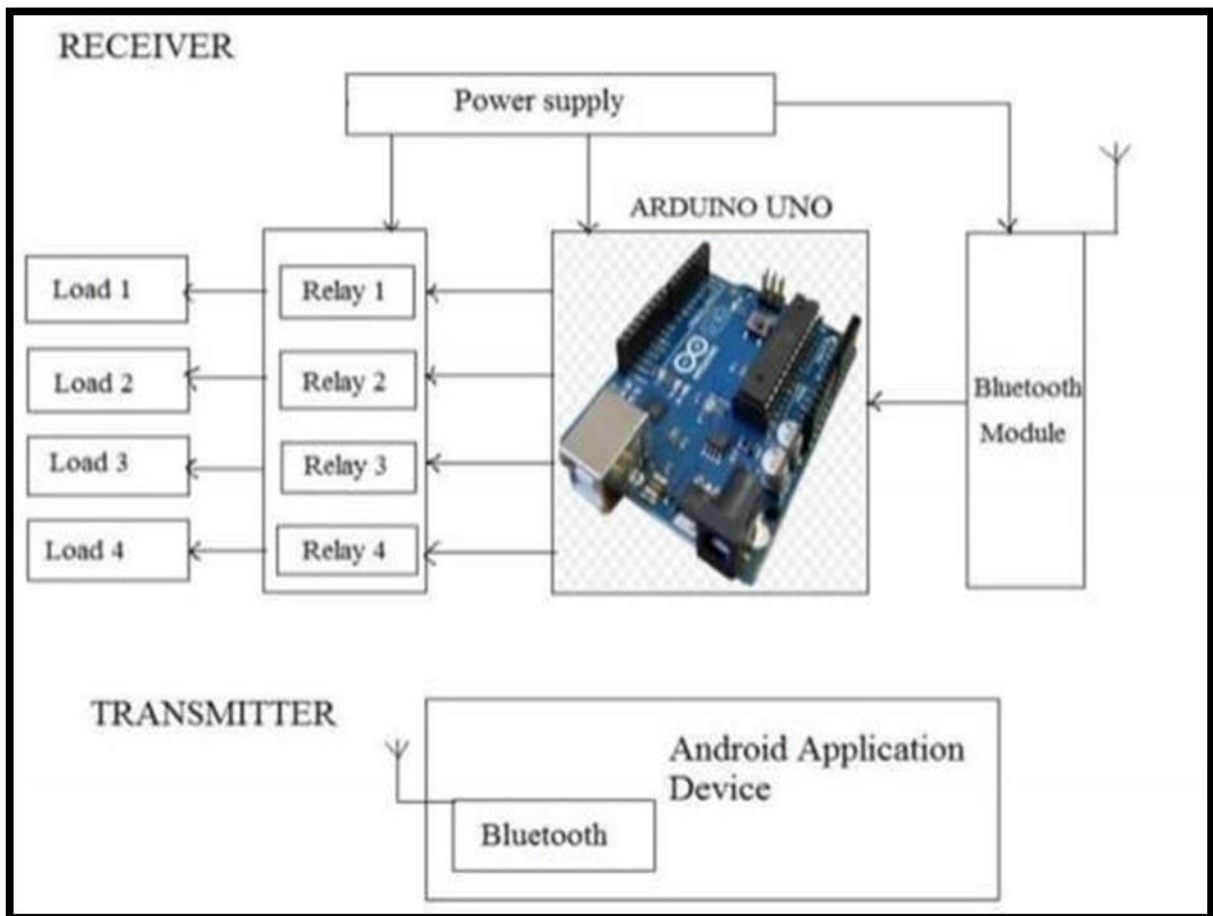 RECEIVER
Power supply
ARDUINO UNO
Load 1
Relay 1
Load 2
Relay 2
Bluetooth
Module
Load 3
Relay 3
Load 4
Relay 4
TRANSMITTER
Android Application
Device
Bluetooth